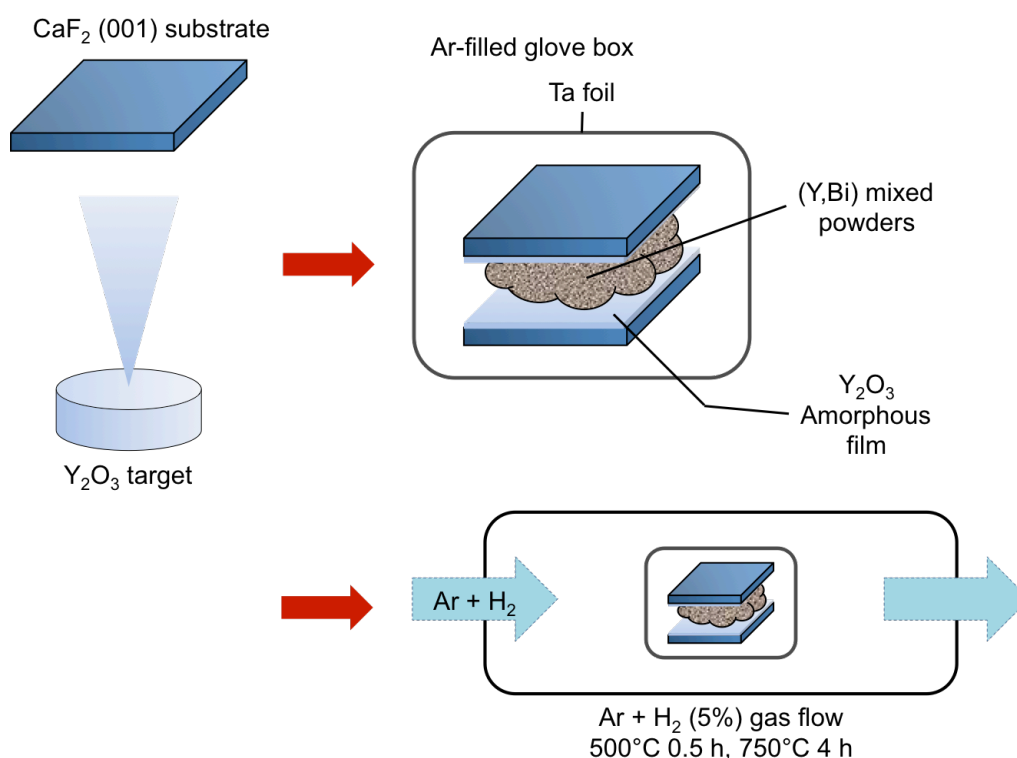 CaF₂ (001) substrate
Ar-filled glove box
Ta foil
(Y,Bi) mixed
powders
Y₂O₃
Amorphous
film
Y₂O₃ target
Ar + H₂
Ar + H₂ (5%) gas flow
500°C 0.5 h, 750°C 4 h